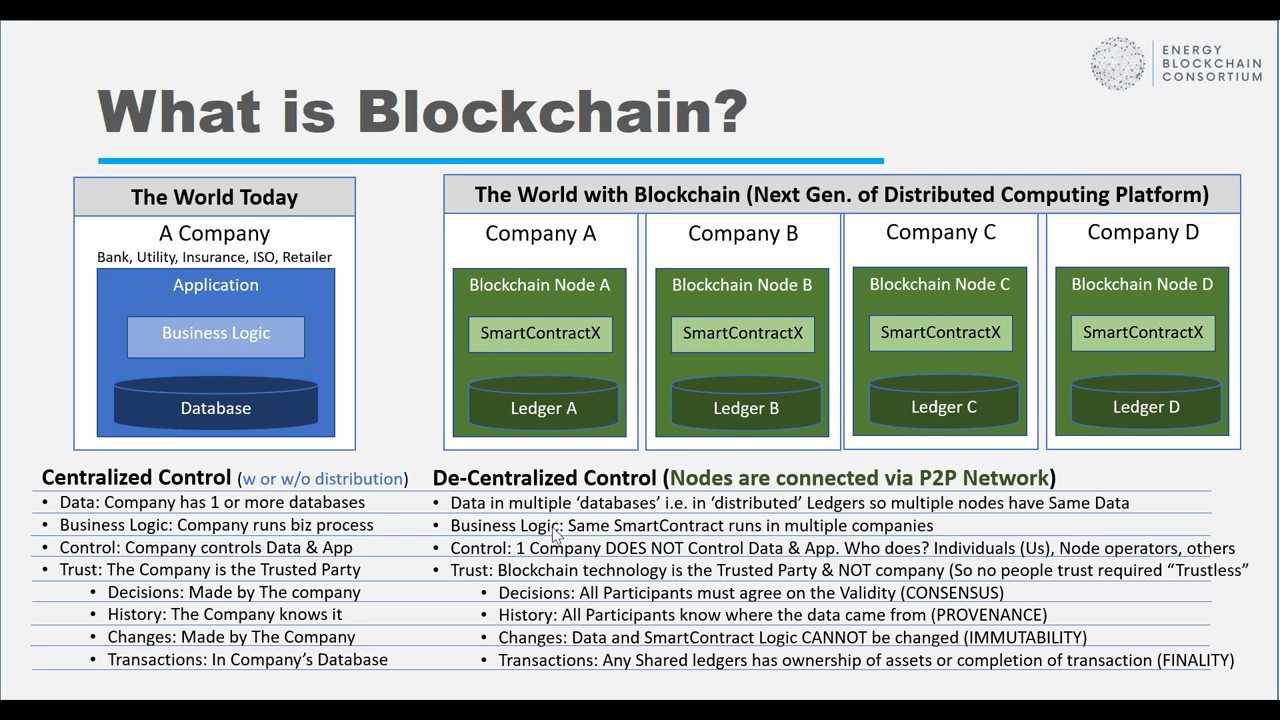 ENERGY
BLOCKCHAIN
CONSORTIUM
What is Blockchain?
The World Today
A Company
Bank, Utility, Insurance, ISO, Retailer
Application
Business Logic
Database
The World with Blockchain (Next Gen. of Distributed Computing Platform)
Company A
Blockchain Node A
SmartContractX
Ledger A
Company B
Blockchain Node B
SmartContractX
Ledger B
Company C
Blockchain Node C
SmartContractX
Ledger C
Company D
Blockchain Node D
SmartContractX
Ledger D
Centralized Control (w or w/o distribution)
• Data: Company has 1 or more databases
• Business Logic: Company runs biz process
• Control: Company controls Data & App
• Trust: The Company is the Trusted Party
• Decisions: Made by The company
• History: The Company knows it
• Changes: Made by The Company
• Transactions: In Company's Database
De-Centralized Control (Nodes are connected via P2P Network)
• Data in multiple 'databases' i.e. in 'distributed' Ledgers so multiple nodes have Same Data
• Business Logic: Same SmartContract runs in multiple companies
• Control: 1 Company DOES NOT Control Data & App. Who does? Individuals (Us), Node operators, others
• Trust: Blockchain technology is the Trusted Party & NOT company (So no people trust required "Trustless"
• Decisions: All Participants must agree on the Validity (CONSENSUS)
• History: All Participants know where the data came from (PROVENANCE)
• Changes: Data and SmartContract Logic CANNOT be changed (IMMUTABILITY)
• Transactions: Any Shared ledgers has ownership of assets or completion of transaction (FINALITY)